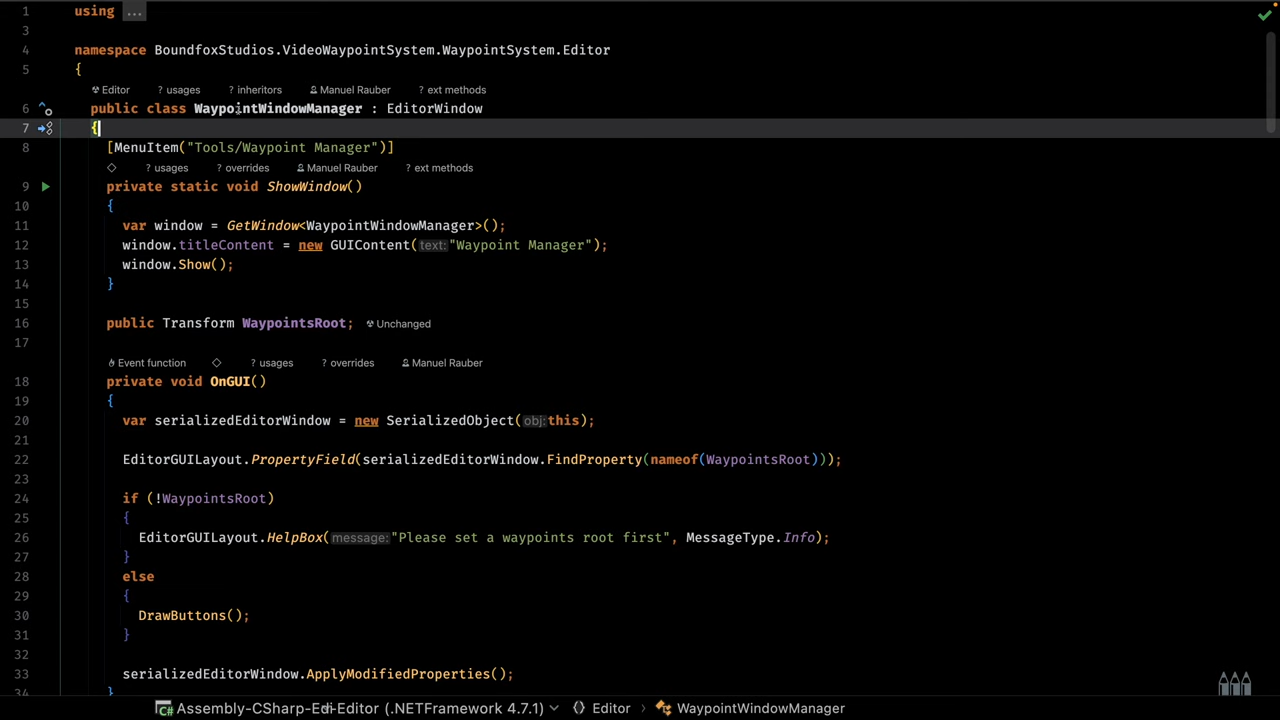 1 using ...
3
4 namespace BoundfoxStudios.VideoWaypointSystem.WaypointSystem.Editor
5 {
Editor ? usages ? inheritors Manuel Rauber ? ext methods
6 public class WaypointWindowManager : EditorWindow
7 {
8 [MenuItem("Tools/Waypoint Manager")]
? usages ? overrides Manuel Rauber ? ext methods
9 private static void ShowWindow()
10 {
11 var window = GetWindow<WaypointWindowManager>();
12 window.titleContent = new GUIContent(text:"Waypoint Manager");
13 window.Show();
14 }
15
16 public Transform WaypointsRoot; Unchanged
17
Event function ? usages ? overrides Manuel Rauber
18 private void OnGUI()
19 {
20 var serializedEditorWindow = new SerializedObject(obj:this);
21
22 EditorGUILayout.PropertyField(serializedEditorWindow.FindProperty(nameof(WaypointsRoot)));
23
24 if (!WaypointsRoot)
25 {
26 EditorGUILayout.HelpBox(message:"Please set a waypoints root first", MessageType.Info);
27 }
28 else
29 {
30 DrawButtons();
31 }
32
33 serializedEditorWindow.ApplyModifiedProperties();
34 }
C# Assembly-CSharp-Edi-Editor (.NETFramework 4.7.1) {} Editor WaypointWindowManager